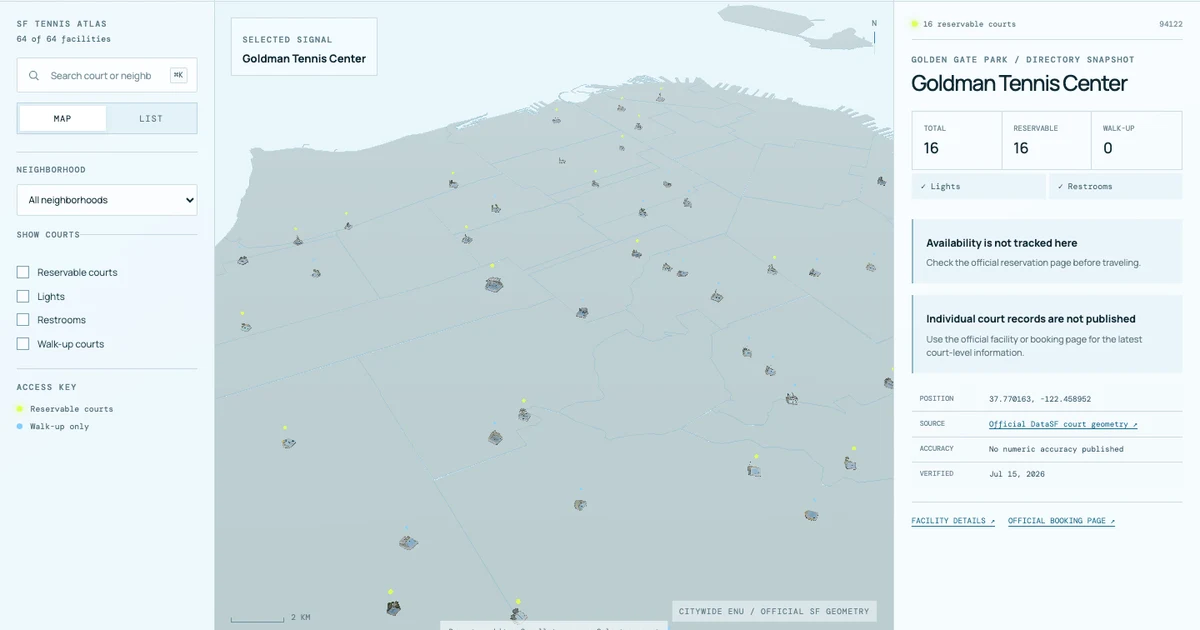 SF TENNIS ATLAS
64 of 64 facilities
Search court or neighb
⌘K
MAP
LIST
NEIGHBORHOOD
All neighborhoods
SHOW COURTS
Reservable courts
Lights
Restrooms
Walk-up courts
ACCESS KEY
Reservable courts
Walk-up only
SELECTED SIGNAL
Goldman Tennis Center
N
2 KM
CITYWIDE ENU / OFFICIAL SF GEOMETRY
16 reservable courts
94122
GOLDEN GATE PARK / DIRECTORY SNAPSHOT
Goldman Tennis Center
TOTAL
16
RESERVABLE
16
WALK-UP
0
✓ Lights
✓ Restrooms
Availability is not tracked here
Check the official reservation page before traveling.
Individual court records are not published
Use the official facility or booking page for the latest
court-level information.
POSITION
37.770163, -122.458952
SOURCE
Official DataSF court geometry ↗
ACCURACY
No numeric accuracy published
VERIFIED
Jul 15, 2026
FACILITY DETAILS ↗
OFFICIAL BOOKING PAGE ↗